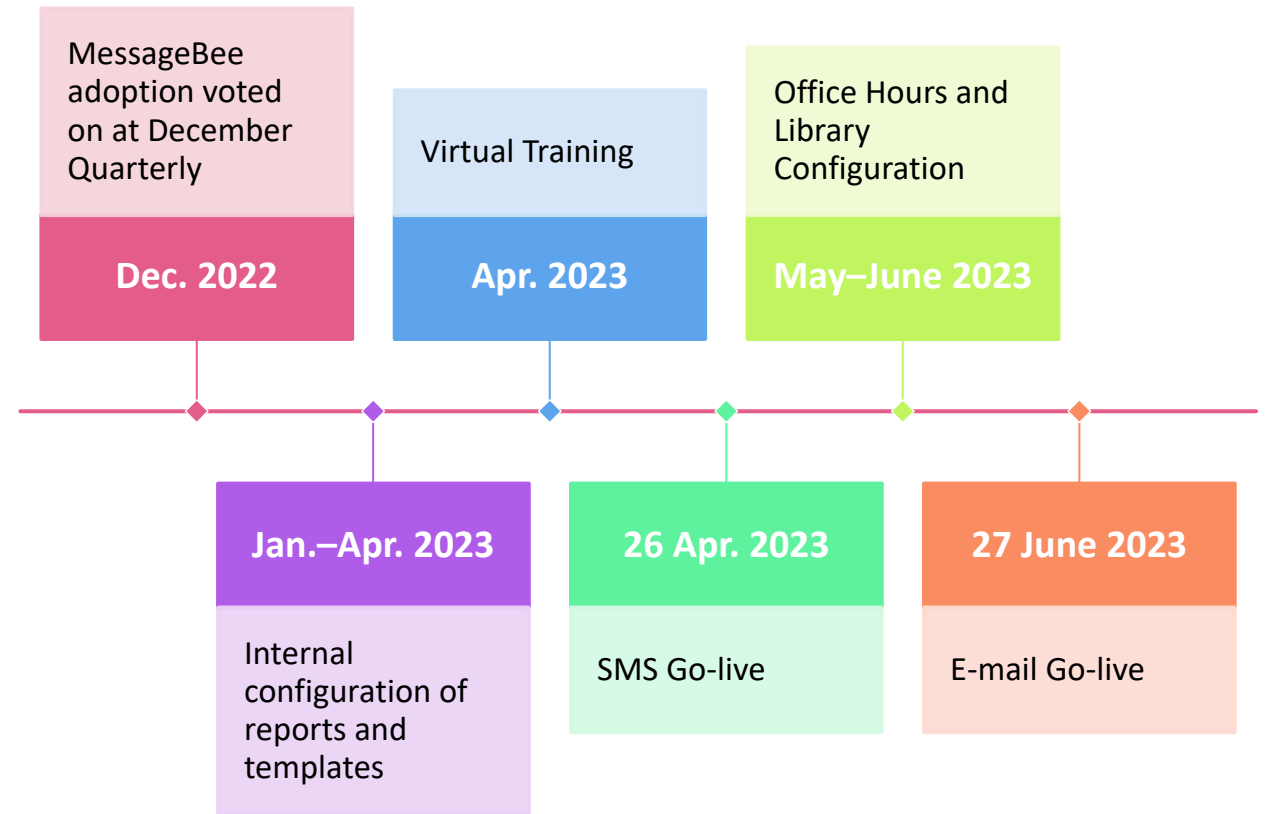 MessageBee
adoption voted
on at December
Quarterly
Dec. 2022
Jan.–Apr. 2023
Internal
configuration of
reports and
templates
Virtual Training
Apr. 2023
26 Apr. 2023
SMS Go-live
Office Hours and
Library
Configuration
May–June 2023
27 June 2023
E-mail Go-live